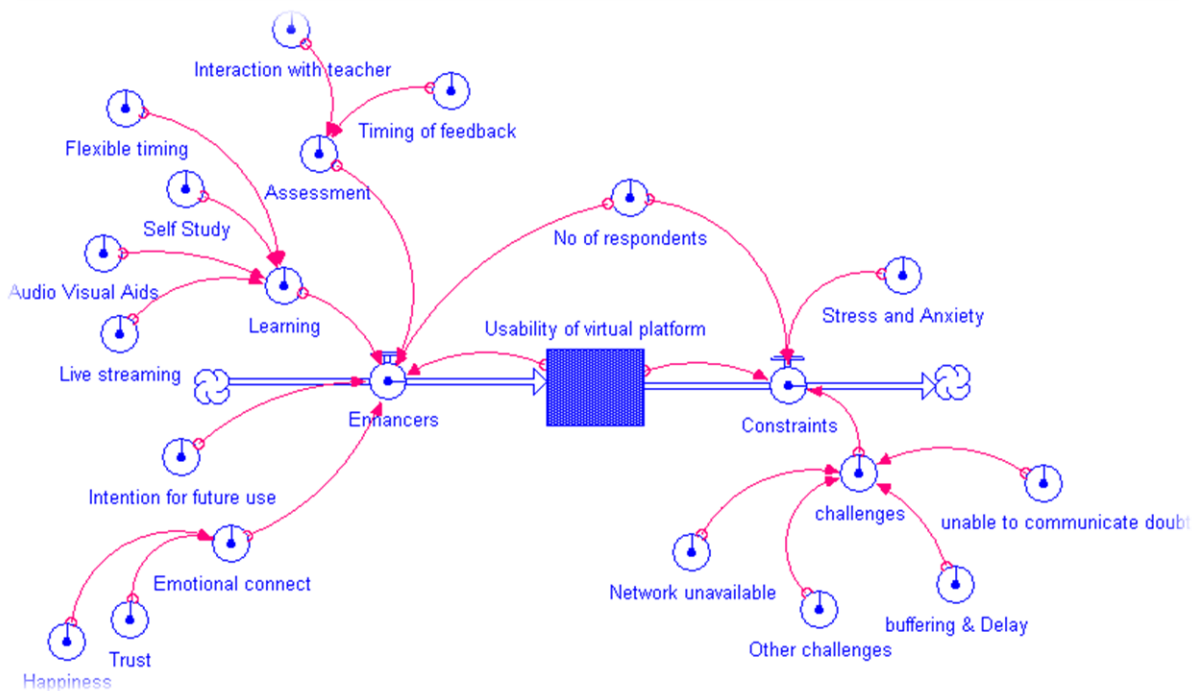 Interaction with teacher
Timing of feedback
Flexible timing
Assessment
Self Study
No of respondents
Audio Visual Aids
Learning
Usability of virtual platform
Stress and Anxiety
Live streaming
Enhancers
Constraints
Intention for future use
challenges
unable to communicate doubt
Emotional connect
Network unavailable
buffering & Delay
Other challenges
Trust
Happiness